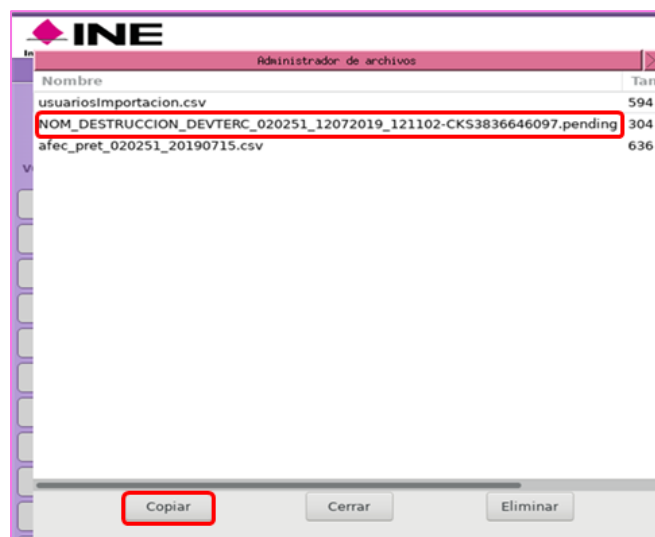 INE
In
Administrador de archivos
Nombre Tan
usuariosImportacion.csv 594
NOM_DESTRUCCION_DEVTERC_020251_12072019_121102-CKS3836646097.pending 304
afec_pret_020251_20190715.csv 636
V
Copiar Cerrar Eliminar